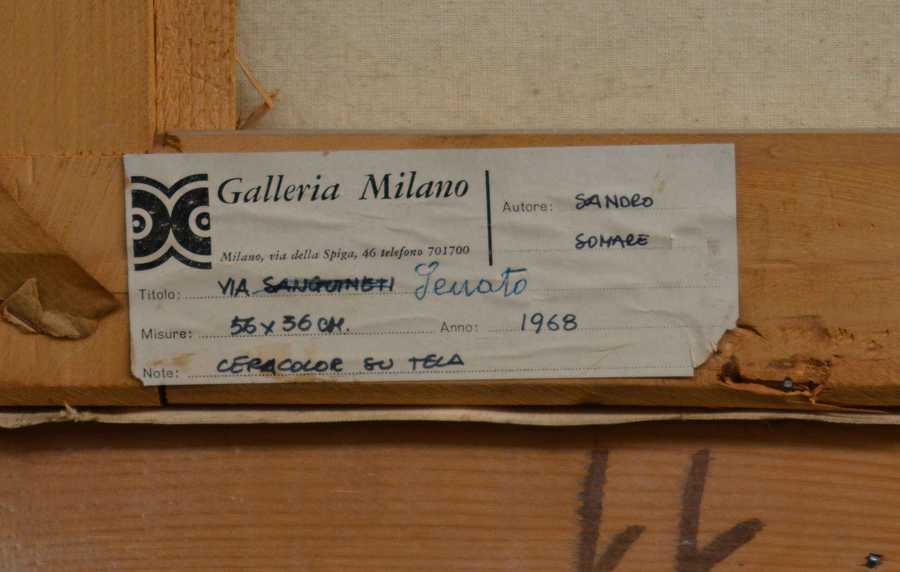 Galleria Milano
Milano, via della Spiga, 46 telefono 701700
Autore: SANDRO
SOMARE
Titolo: VIA SANGUINETI Senato
Misure: 56 x 36 CM.
Anno: 1968
Note: CERACOLOR SU TELA